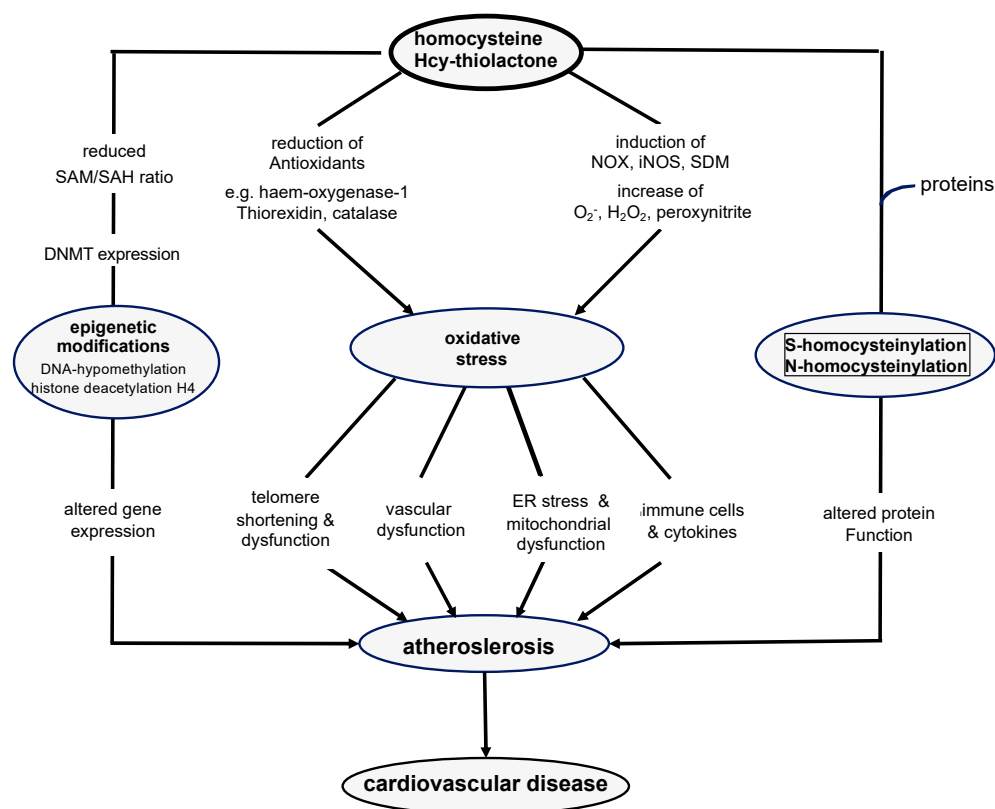 homocysteine
Hcy-thiolactone
reduced
SAM/SAH ratio
DNMT expression
epigenetic
modifications
DNA-hypomethylation
histone deacetylation H4
altered gene
expression
reduction of
Antioxidants
e.g. haem-oxygenase-1
Thiorexidin, catalase
induction of
NOX, iNOS, SDM
increase of
O₂⁻, H₂O₂, peroxynitrite
oxidative
stress
telomere
shortening &
dysfunction
vascular
dysfunction
ER stress &
mitochondrial
dysfunction
immune cells
& cytokines
proteins
S-homocysteinylation
N-homocysteinylation
altered protein
Function
atheroslerosis
cardiovascular disease